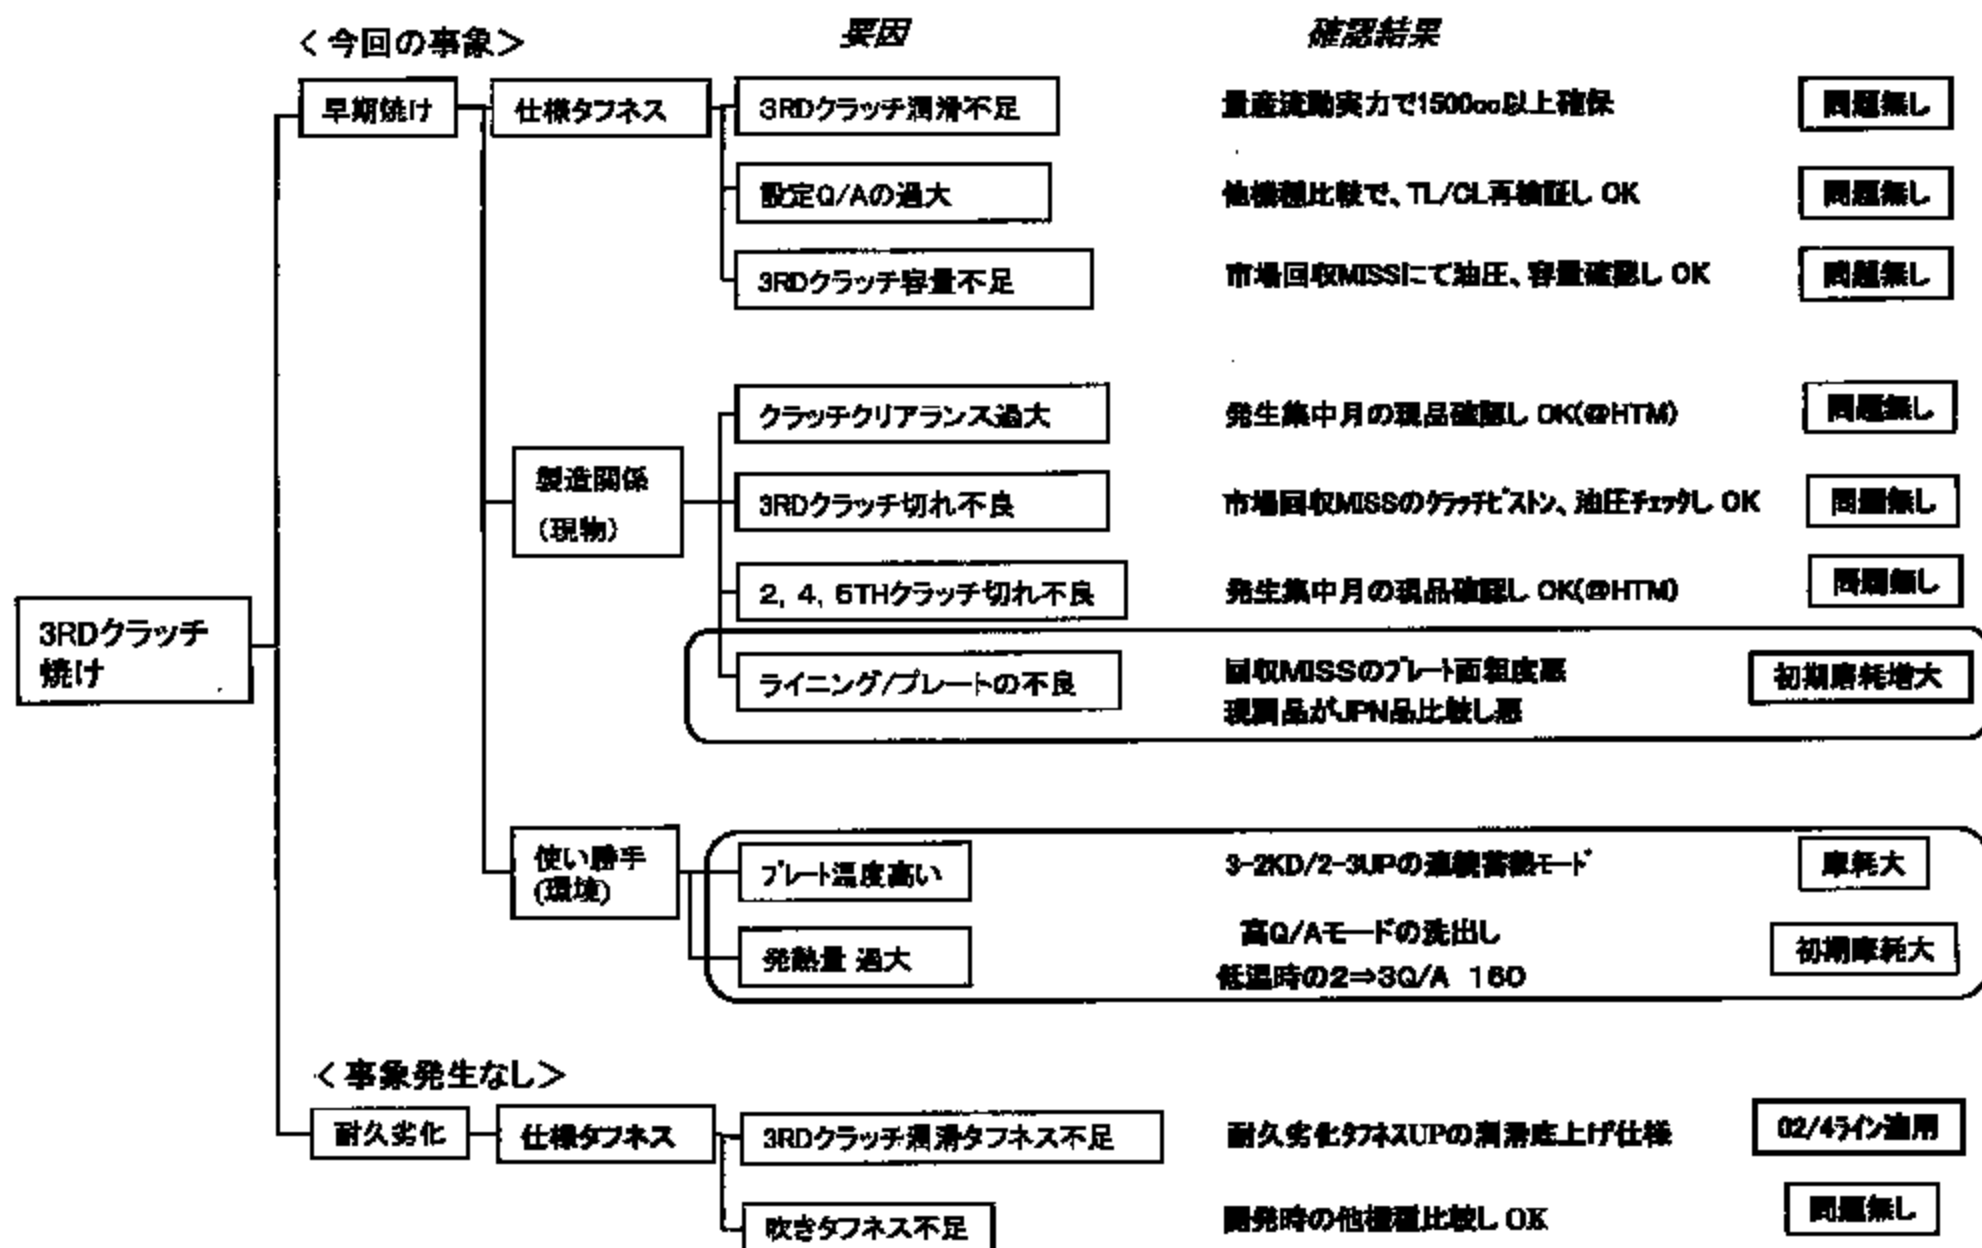 ＜今回の事象＞
要因
確認結果
早期焼け
仕様タフネス
3RDクラッチ潤滑不足
量産流動実力で1500cc以上確保
問題無し
設定Q/Aの過大
他機種比較で、TL/CL再検証し OK
問題無し
3RDクラッチ容量不足
市場回収MISSにて油圧、容量確認し OK
問題無し
製造関係
(現物)
クラッチクリアランス過大
発生集中月の現品確認し OK(@HTM)
問題無し
3RDクラッチ切れ不良
市場回収MISSのクラッチピストン、油圧チェックし OK
問題無し
2, 4, 5THクラッチ切れ不良
発生集中月の現品確認し OK(@HTM)
問題無し
3RDクラッチ
焼け
ライニング/プレートの不良
回収MISSのプレート面粗度悪
現調品がJPN品比較し悪
初期磨耗増大
使い勝手
(環境)
プレート温度高い
3-2KD/2-3UPの連続蓄熱モード
摩耗大
発熱量 過大
高Q/Aモードの洗出し
低温時の2⇒3Q/A 160
初期摩耗大
＜事象発生なし＞
耐久劣化
仕様タフネス
3RDクラッチ潤滑タフネス不足
耐久劣化タフネスUPの潤滑底上げ仕様
02/4ライン適用
吹きタフネス不足
開発時の他機種比較し OK
問題無し